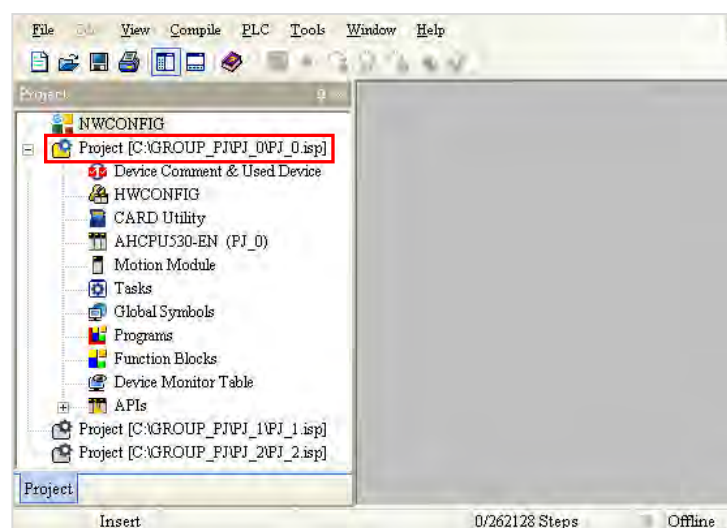 File Edit View Compile PLC Tools Window Help
Project
NWCONFIG
Project [C:\GROUP_PJ\PJ_0\PJ_0.isp]
Device Comment & Used Device
HWCONFIG
CARD Utility
AHCPU530-EN (PJ_0)
Motion Module
Tasks
Global Symbols
Programs
Function Blocks
Device Monitor Table
APIs
Project [C:\GROUP_PJ\PJ_1\PJ_1.isp]
Project [C:\GROUP_PJ\PJ_2\PJ_2.isp]
Project
Insert 0/262128 Steps Offline